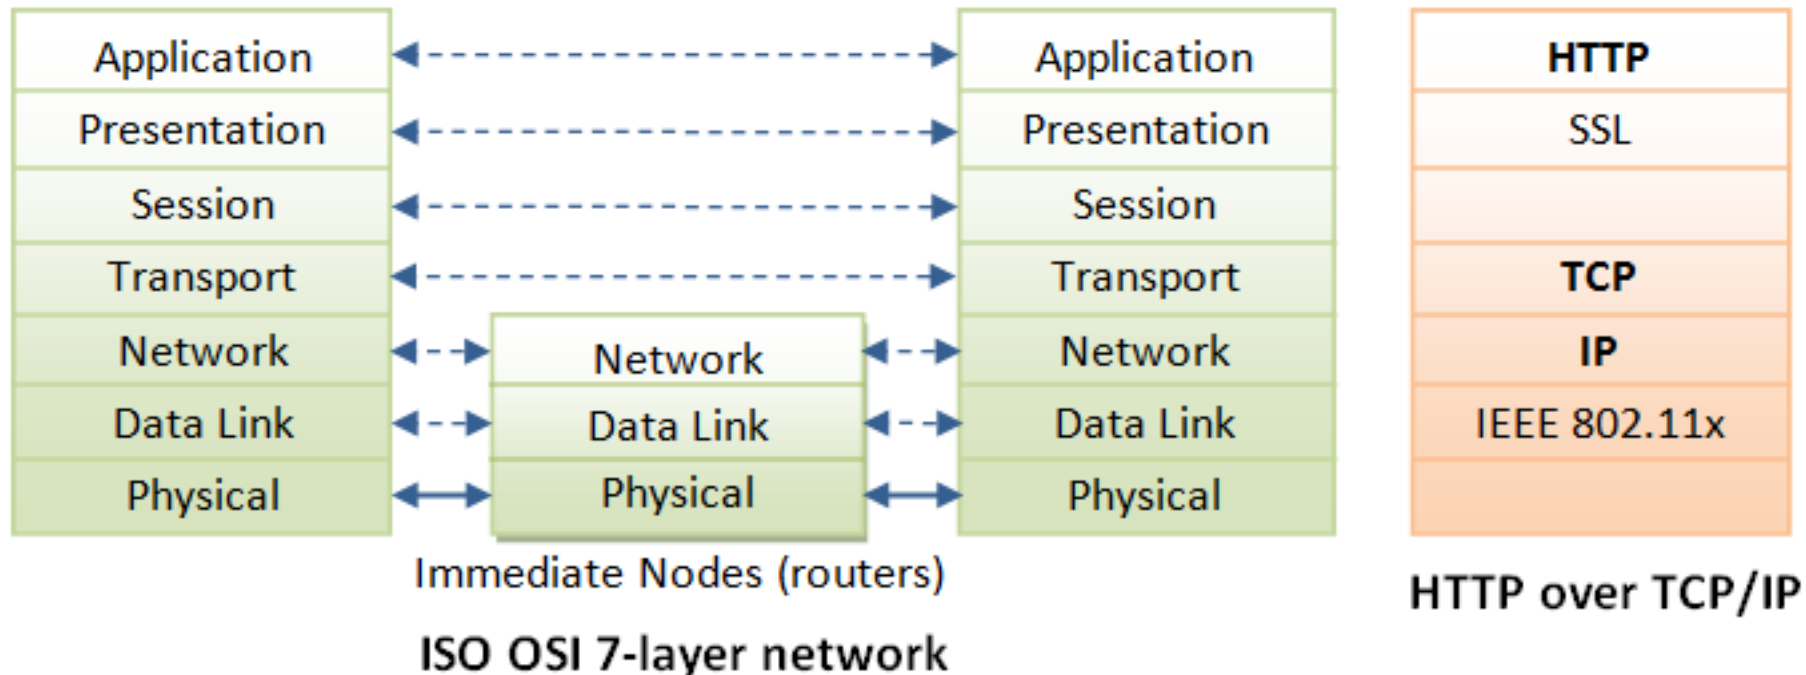 Application
Presentation
Session
Transport
Network
Data Link
Physical
Network
Data Link
Physical
Immediate Nodes (routers)
Application
Presentation
Session
Transport
Network
Data Link
Physical
ISO OSI 7-layer network
HTTP
SSL
TCP
IP
IEEE 802.11x
HTTP over TCP/IP